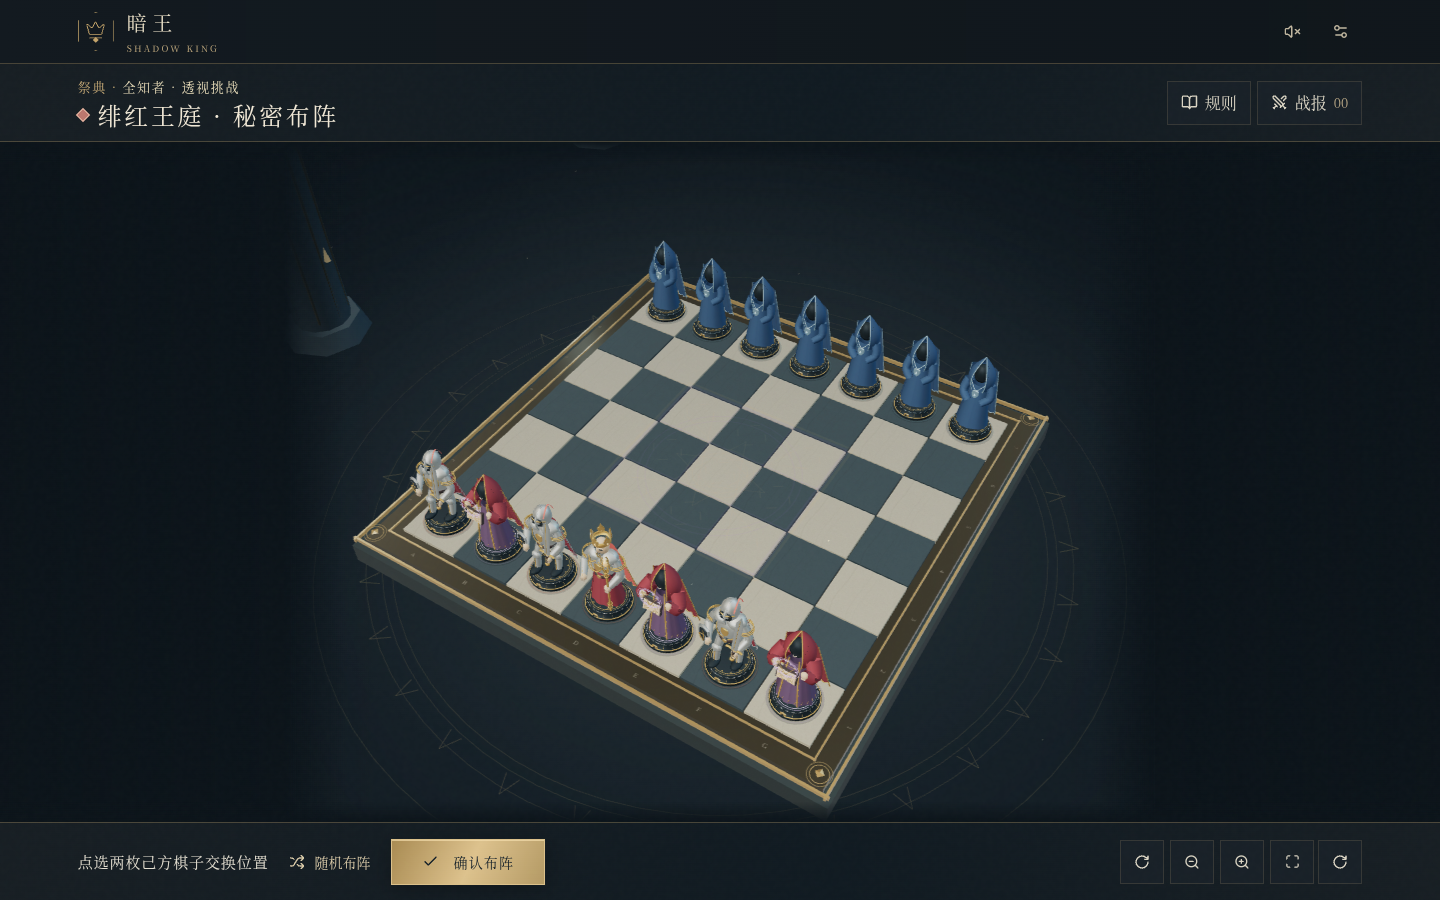 暗王
SHADOW KING
祭典 · 全知者 · 透视挑战
绯红王庭 · 秘密布阵
规则
战报 00
点选两枚己方棋子交换位置
随机布阵
确认布阵